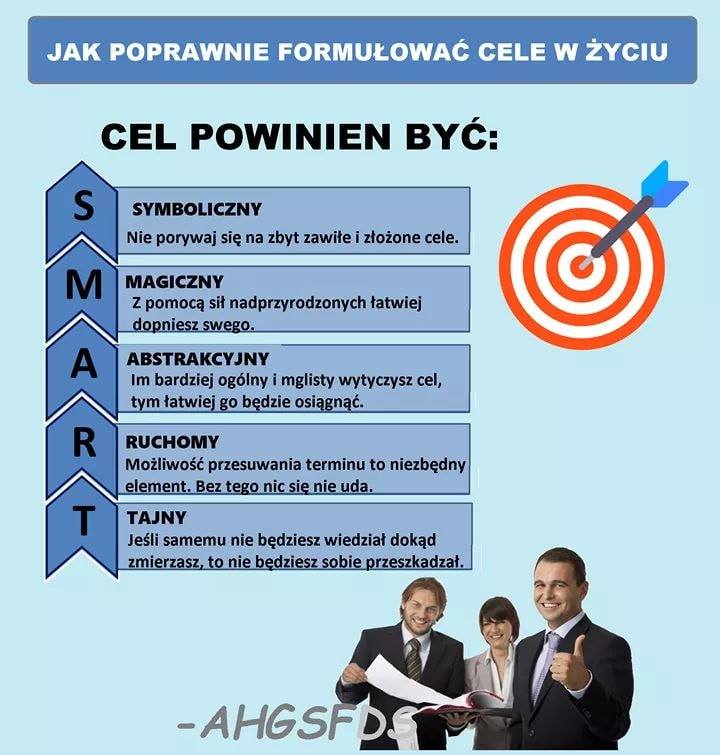 JAK POPRAWNIE FORMUŁOWAĆ CELE W ŻYCIU
CEL POWINIEN BYĆ:
S
SYMBOLICZNY
Nie porywaj się na zbyt zawiłe i złożone cele.
M
MAGICZNY
Z pomocą sił nadprzyrodzonych łatwiej
dopniesz swego.
A
ABSTRAKCYJNY
Im bardziej ogólny i mglisty wytyczysz cel,
tym łatwiej go będzie osiągnąć.
R
RUCHOMY
Możliwość przesuwania terminu to niezbędny
element. Bez tego nic się nie uda.
T
TAJNY
Jeśli samemu nie będziesz wiedział dokąd
zmierzasz, to nie będziesz sobie przeszkadzał.
-AHGSFDS